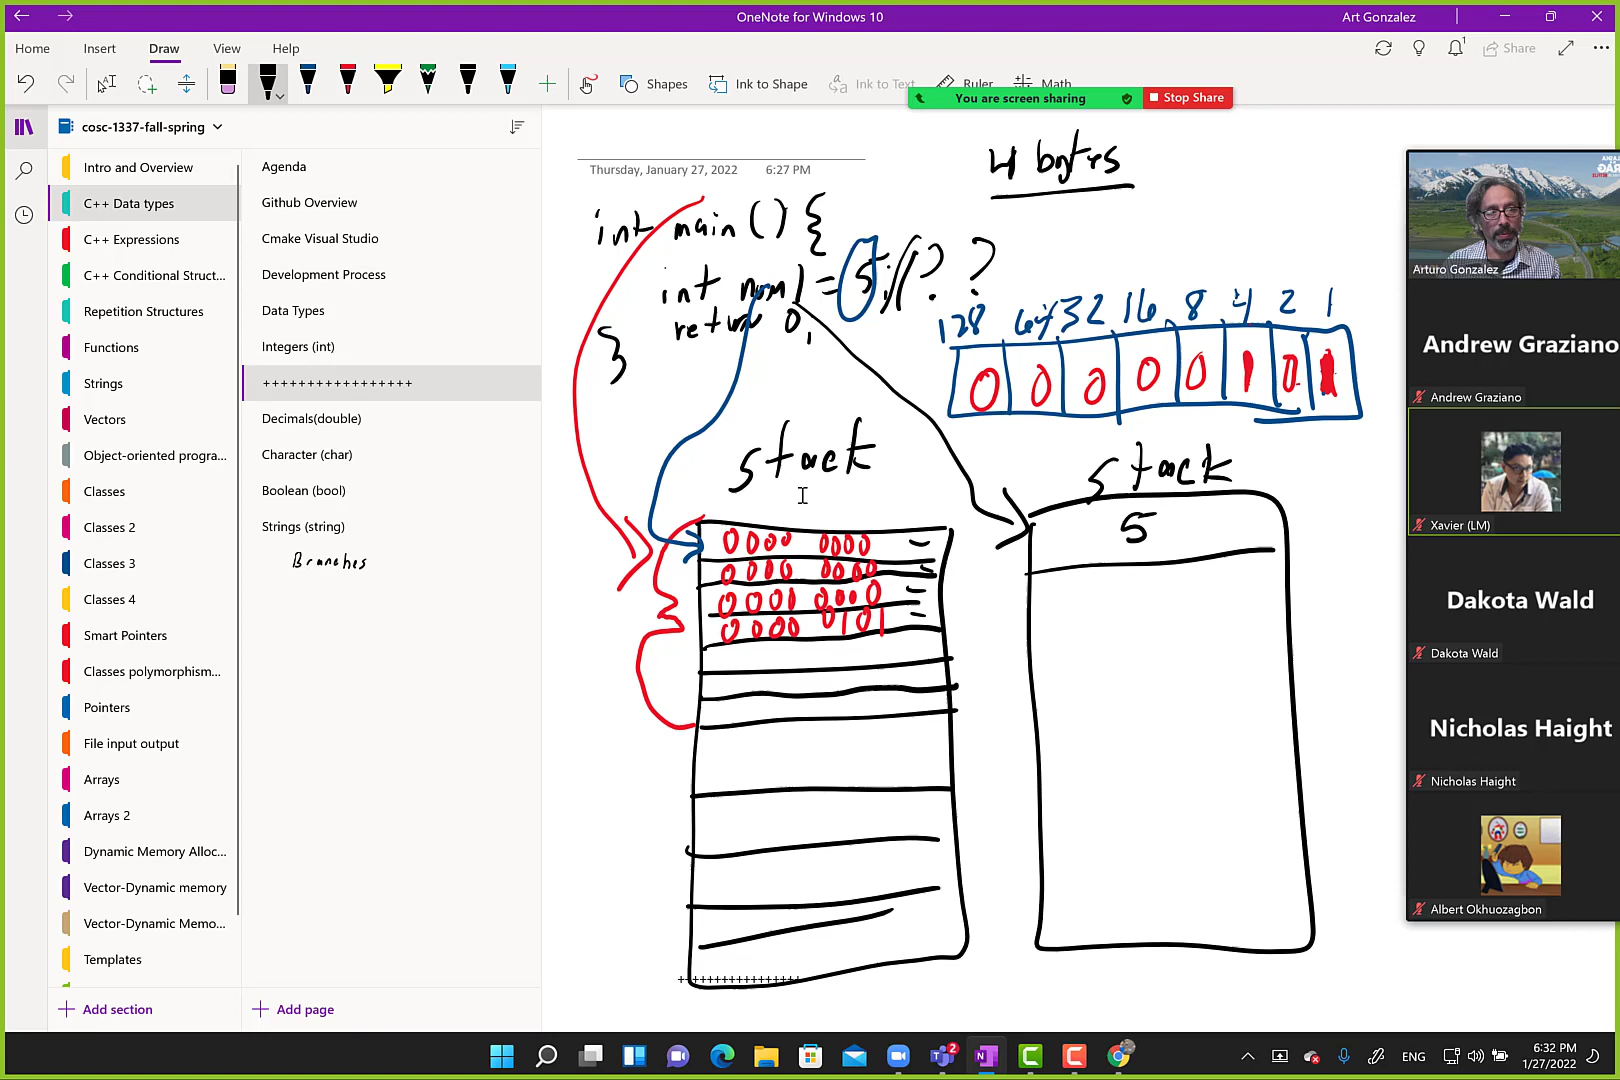 OneNote for Windows 10
Art Gonzalez
Home Insert Draw View Help
1
Share
Shapes
Ink to Shape
Ink to Text
Ruler
Math
You are screen sharing
Stop Share
cosc-1337-fall-spring
Intro and Overview
C++ Data types
C++ Expressions
C++ Conditional Struct...
Repetition Structures
Functions
Strings
Vectors
Object-oriented progra...
Classes
Classes 2
Classes 3
Classes 4
Smart Pointers
Classes polymorphism...
Pointers
File input output
Arrays
Arrays 2
Dynamic Memory Alloc...
Vector-Dynamic memory
Vector-Dynamic Memo...
Templates
Add section
Agenda
Github Overview
Cmake Visual Studio
Development Process
Data Types
Integers (int)
+++++++++++++++++
Decimals(double)
Character (char)
Boolean (bool)
Strings (string)
Branches
Add page
Thursday, January 27, 2022 6:27 PM
4 bytes
int main () {
int num1 = 5; //? ?
return 0;
}
128 64 32 16 8 4 2 1
0 0 0 0 0 1 0 1
stack
0000 0000
0000 0000
0000 0000
0000 0101
+++++++++++++++++
stack
5
Arturo Gonzalez
Andrew Graziano
Andrew Graziano
Xavier (LM)
Dakota Wald
Dakota Wald
Nicholas Haight
Nicholas Haight
Albert Okhuozagbon
2
ENG
6:32 PM
1/27/2022